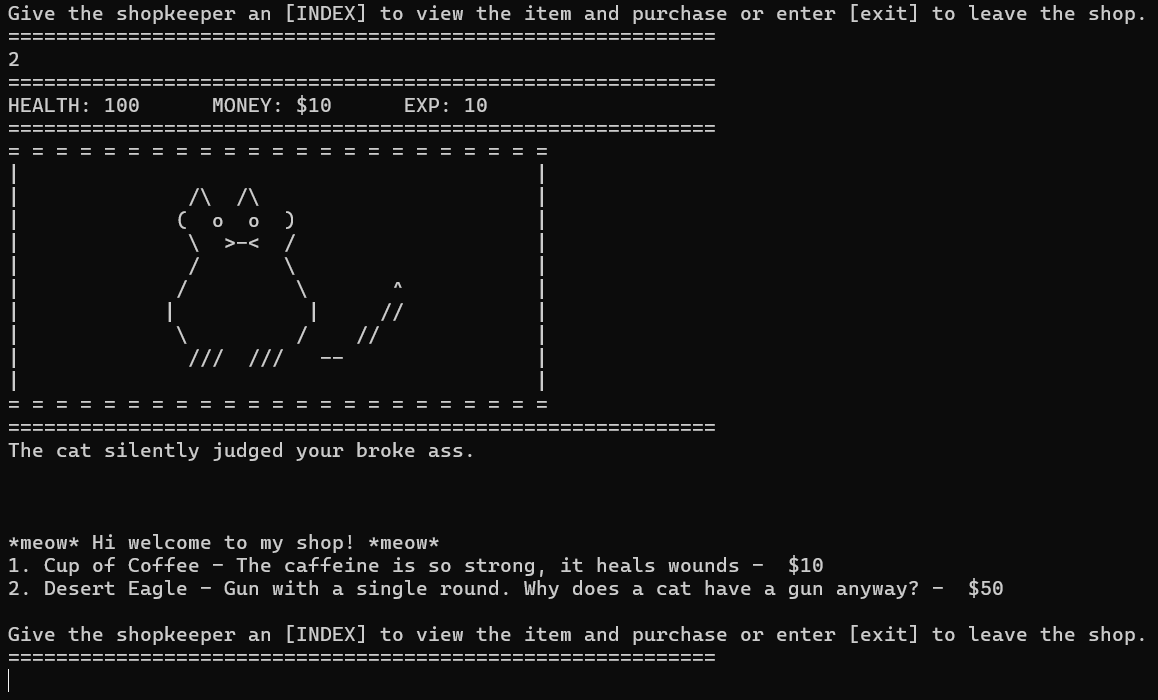 Give the shopkeeper an [INDEX] to view the item and purchase or enter [exit] to leave the shop.
===========================================================
2
===========================================================
HEALTH: 100      MONEY: $10      EXP: 10
===========================================================
= = = = = = = = = = = = = = = = = = = = = = =
|                                           |
|              /\  /\                       |
|             (  o  o  )                    |
|              \  >-<  /                    |
|              /       \                    |
|             /         \       ^           |
|            |           |     //           |
|             \         /    //             |
|              ///  ///   --                |
|                                           |
= = = = = = = = = = = = = = = = = = = = = = =
===========================================================
The cat silently judged your broke ass.
*meow* Hi welcome to my shop! *meow*
1. Cup of Coffee - The caffeine is so strong, it heals wounds -  $10
2. Desert Eagle - Gun with a single round. Why does a cat have a gun anyway? -  $50
Give the shopkeeper an [INDEX] to view the item and purchase or enter [exit] to leave the shop.
===========================================================